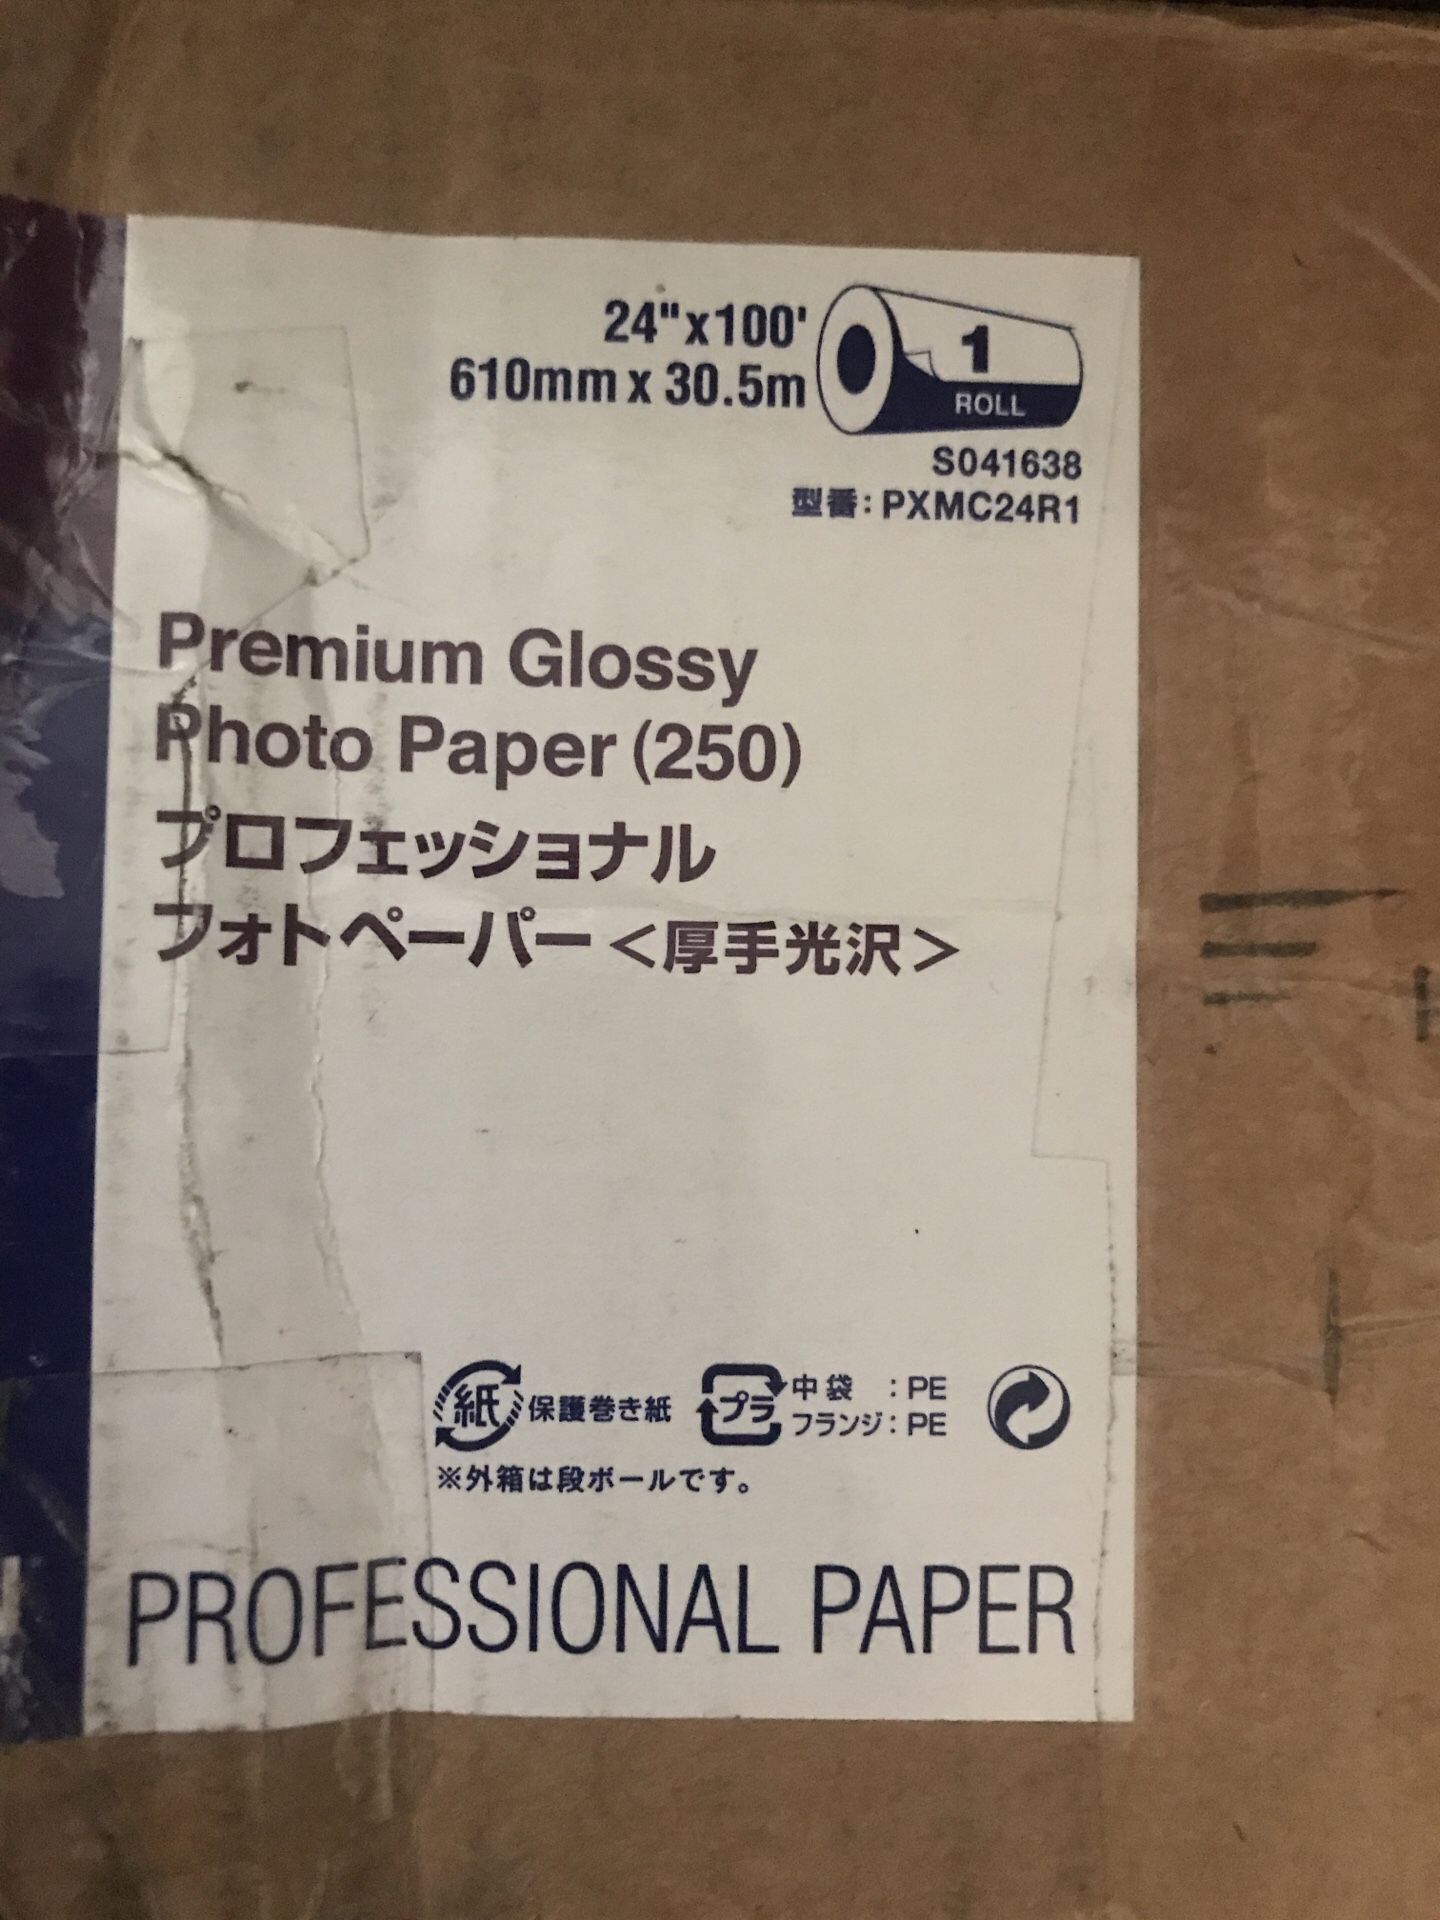 24"x100'
610mm x 30.5m
1
ROLL
S041638
型番：PXMC24R1
Premium Glossy
Photo Paper (250)
プロフェッショナル
フォトペーパー＜厚手光沢＞
紙 保護巻き紙
プラ 中袋 ：PE
フランジ：PE
※外箱は段ボールです。
PROFESSIONAL PAPER